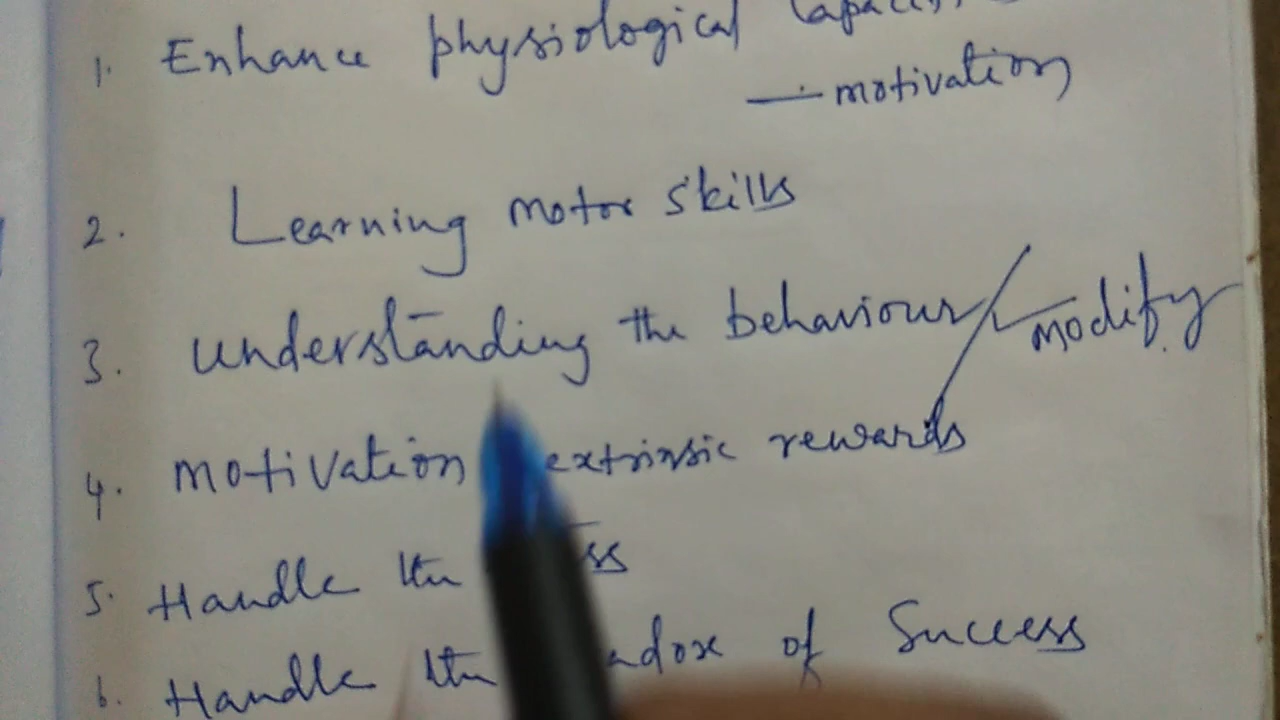 1. Enhance physiological Capacity
— motivation
2. Learning motor skills
3. understanding the behaviour / modify
4. motivation extrinsic rewards
5. Handle the
6. Handle the of Success